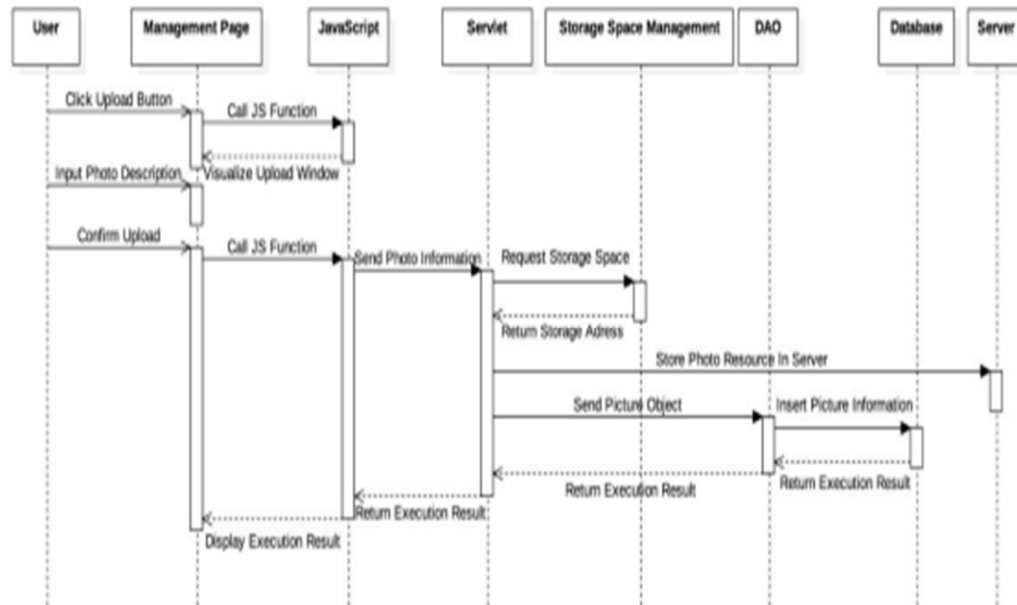 User
Management Page
JavaScript
Servlet
Storage Space Management
DAO
Database
Server
Click Upload Button
Call JS Function
Visualize Upload Window
Input Photo Description
Confirm Upload
Call JS Function
Send Photo Information
Request Storage Space
Return Storage Adress
Store Photo Resource In Server
Send Picture Object
Insert Picture Information
Return Execution Result
Return Execution Result
Return Execution Result
Display Execution Result